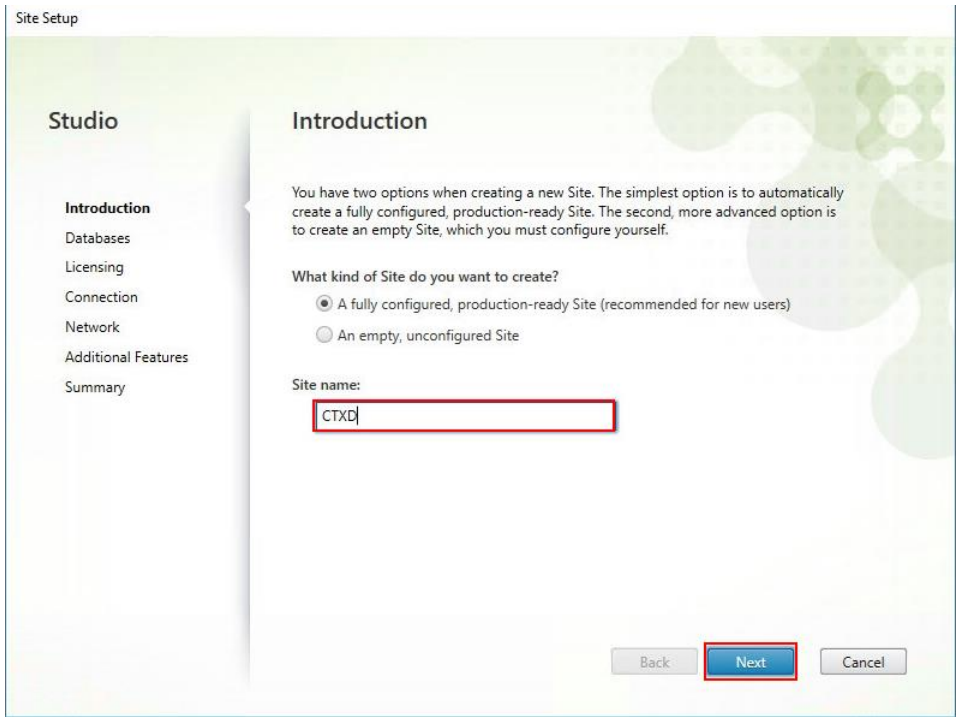 Site Setup
Studio
Introduction
Databases
Licensing
Connection
Network
Additional Features
Summary
Introduction
You have two options when creating a new Site. The simplest option is to automatically
create a fully configured, production-ready Site. The second, more advanced option is
to create an empty Site, which you must configure yourself.
What kind of Site do you want to create?
A fully configured, production-ready Site (recommended for new users)
An empty, unconfigured Site
Site name:
CTXD
Back
Next
Cancel